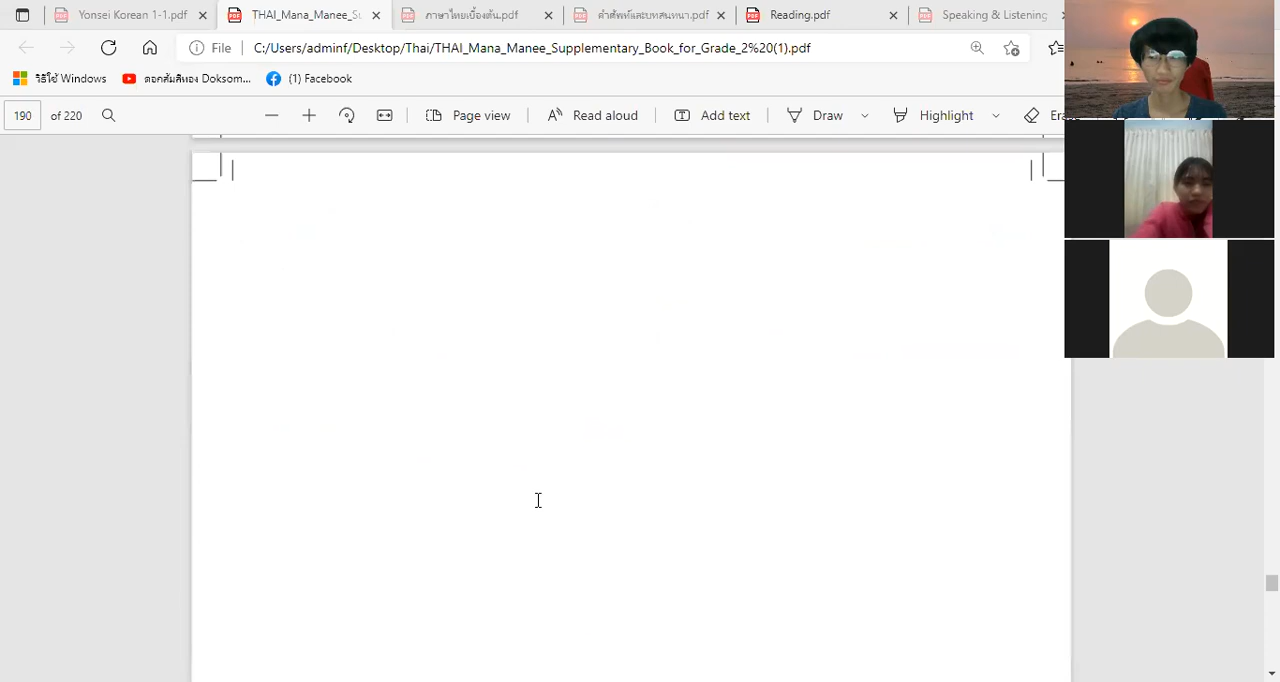 Yonsei Korean 1-1.pdf
THAI_Mana_Manee_Su
ภาษาไทยเบื้องต้น.pdf
คำศัพท์และบทสนทนา.pdf
Reading.pdf
Speaking & Listening
File
C:/Users/adminf/Desktop/Thai/THAI_Mana_Manee_Supplementary_Book_for_Grade_2%20(1).pdf
วิธีใช้ Windows
ดอกส้มสีทอง Doksom...
(1) Facebook
190 of 220
Page view
Read aloud
Add text
Draw
Highlight